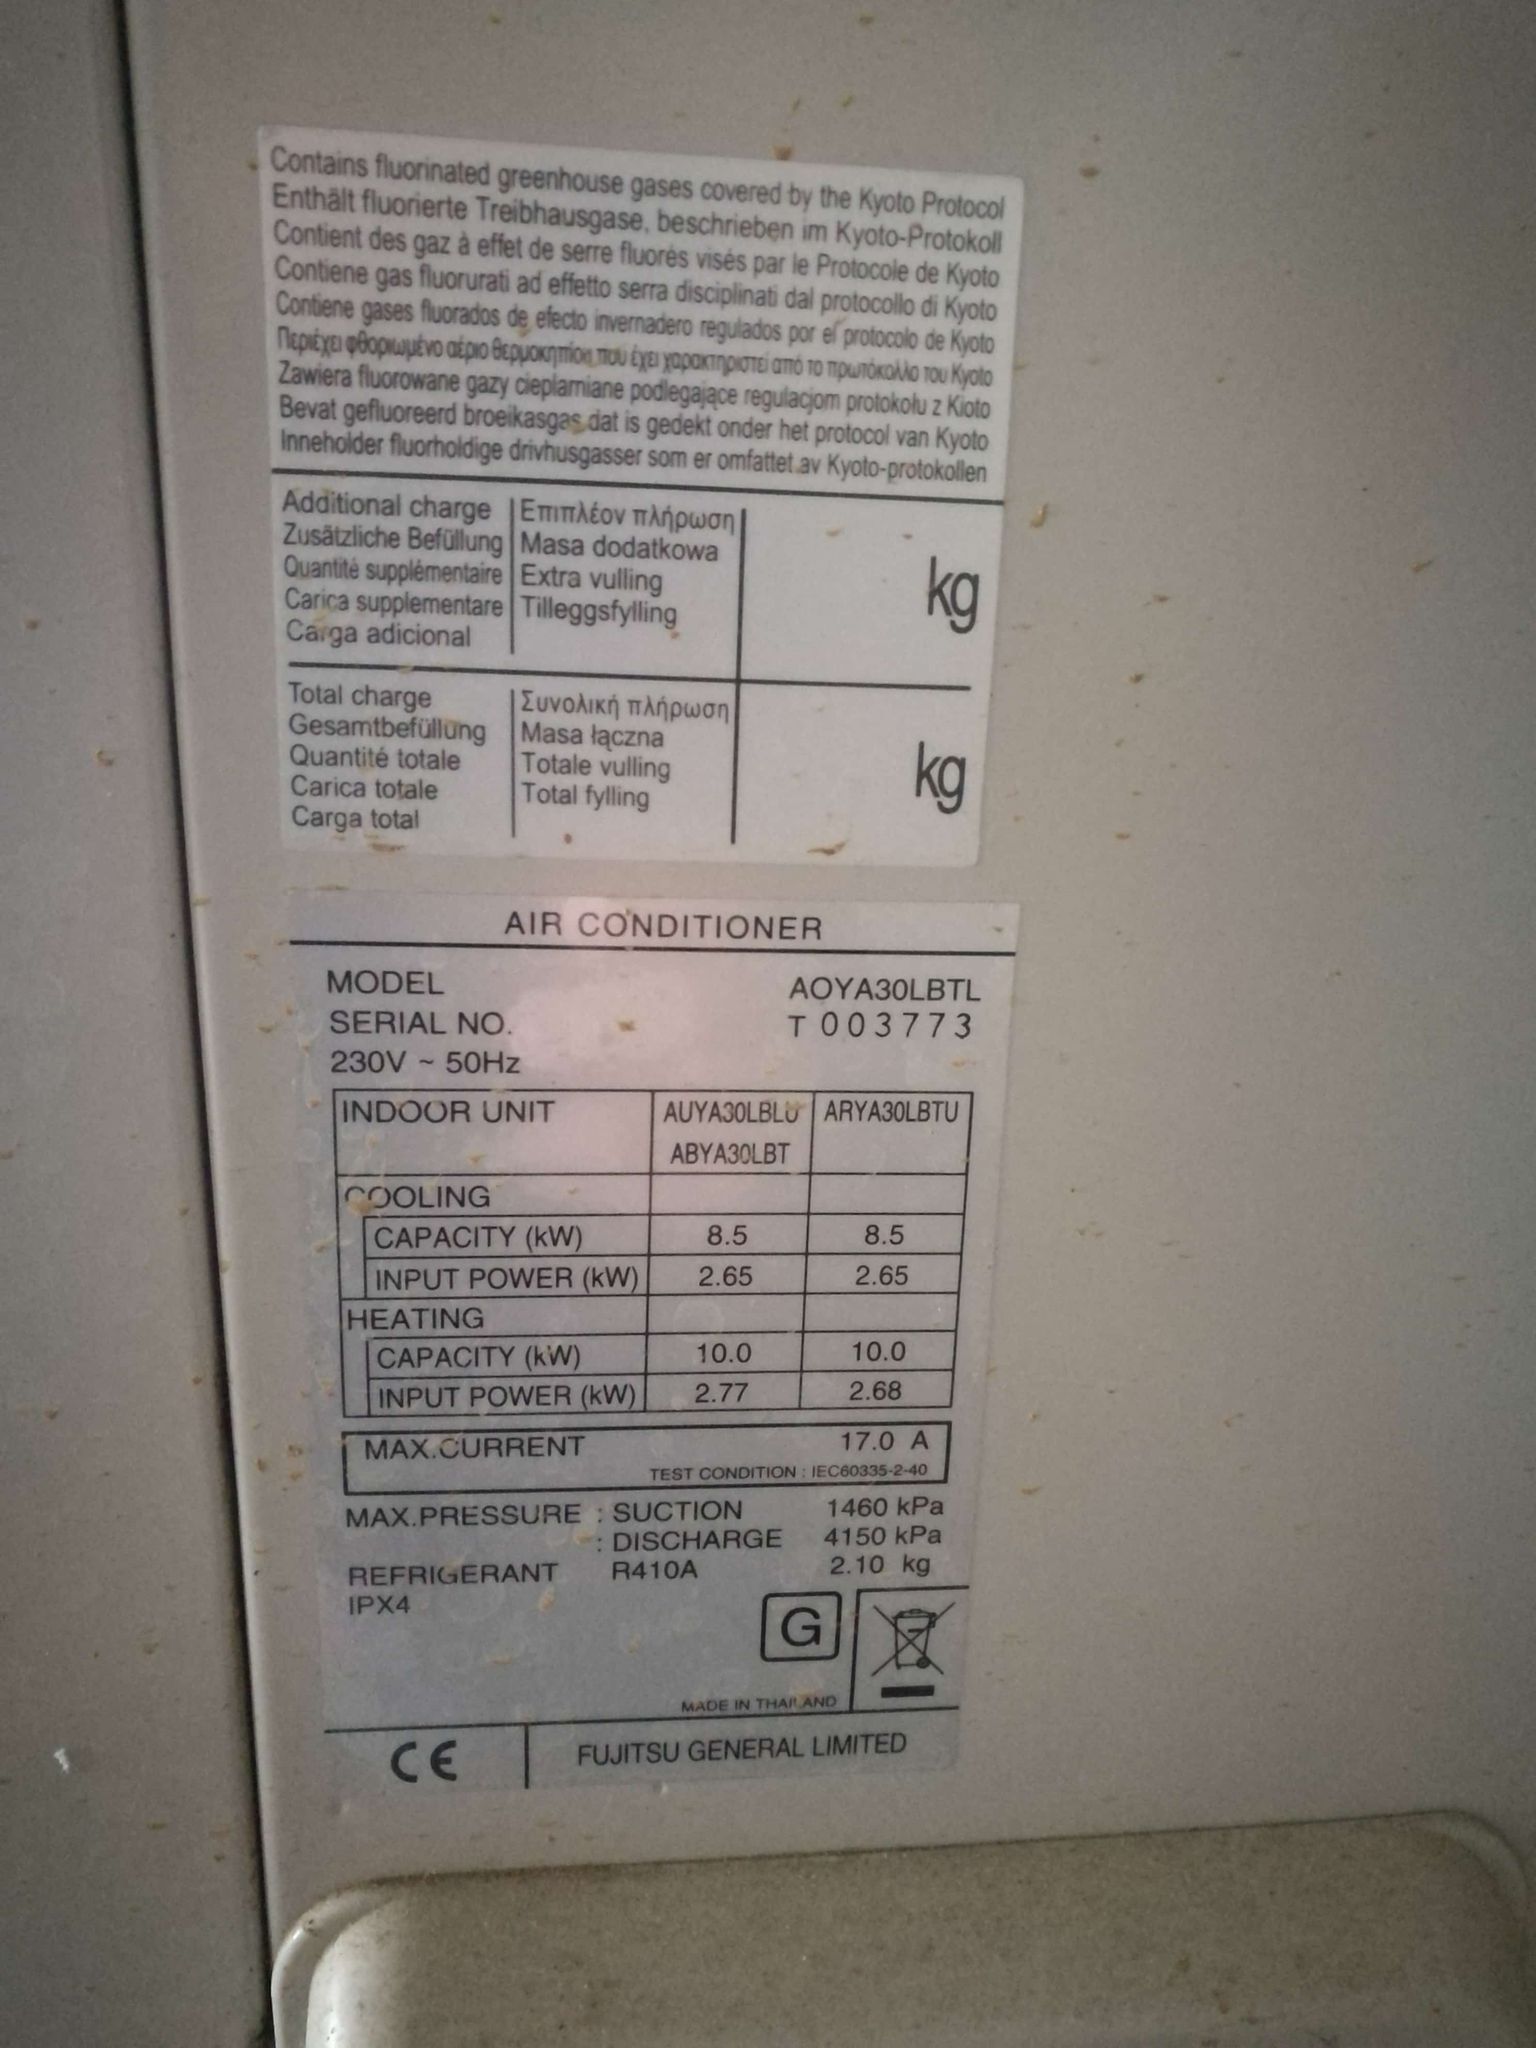 Contains fluorinated greenhouse gases covered by the Kyoto Protocol
Enthält fluorierte Treibhausgase, beschrieben im Kyoto-Protokoll
Contient des gaz à effet de serre fluorés visés par le Protocole de Kyoto
Contiene gas fluorurati ad effetto serra disciplinati dal protocollo di Kyoto
Contiene gases fluorados de efecto invernadero regulados por el protocolo de Kyoto
Περιέχει φθοριωμένο αέριο θερμοκηπίου που έχει χαρακτηριστεί από το πρωτόκολλο του Kyoto
Zawiera fluorowane gazy cieplarniane podlegające regulacjom protokołu z Kioto
Bevat gefluoreerd broeikasgas dat is gedekt onder het protocol van Kyoto
Inneholder fluorholdige drivhusgasser som er omfattet av Kyoto-protokollen
Additional charge
Zusätzliche Befüllung
Quantité supplémentaire
Carica supplementare
Carga adicional
Επιπλέον πλήρωση
Masa dodatkowa
Extra vulling
Tilleggsfylling
kg
Total charge
Gesamtbefüllung
Quantité totale
Carica totale
Carga total
Συνολική πλήρωση
Masa łączna
Totale vulling
Total fylling
kg
AIR CONDITIONER
MODEL AOYA30LBTL
SERIAL NO. T 003773
230V ~ 50Hz
INDOOR UNIT AUYA30LBLU ARYA30LBTU
ABYA30LBT
COOLING
CAPACITY (kW) 8.5 8.5
INPUT POWER (kW) 2.65 2.65
HEATING
CAPACITY (kW) 10.0 10.0
INPUT POWER (kW) 2.77 2.68
MAX.CURRENT 17.0 A
TEST CONDITION : IEC60335-2-40
MAX.PRESSURE : SUCTION 1460 kPa
: DISCHARGE 4150 kPa
REFRIGERANT R410A 2.10 kg
IPX4
G
MADE IN THAILAND
CE FUJITSU GENERAL LIMITED